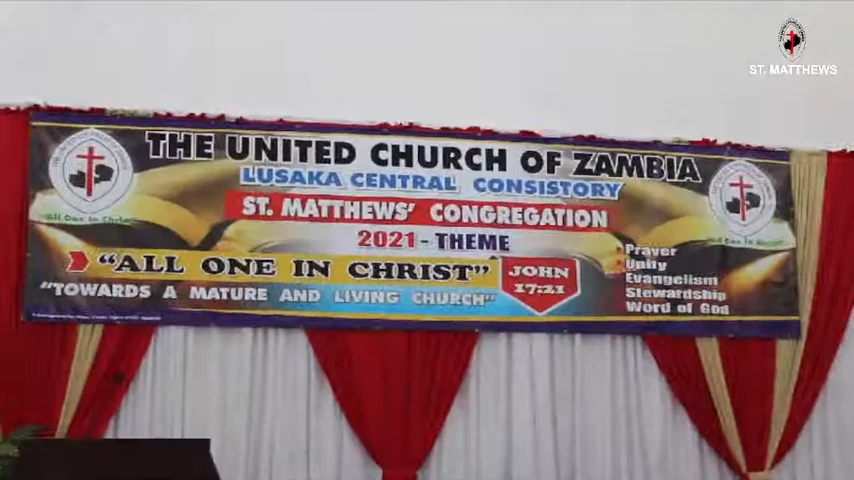 ST. MATTHEWS
THE UNITED CHURCH OF ZAMBIA
LUSAKA CENTRAL CONSISTORY
ST. MATTHEWS' CONGREGATION
2021 - THEME
"ALL ONE IN CHRIST"
JOHN
17:21
"TOWARDS A MATURE AND LIVING CHURCH"
Prayer
Unity
Evangelism
Stewardship
Word of God